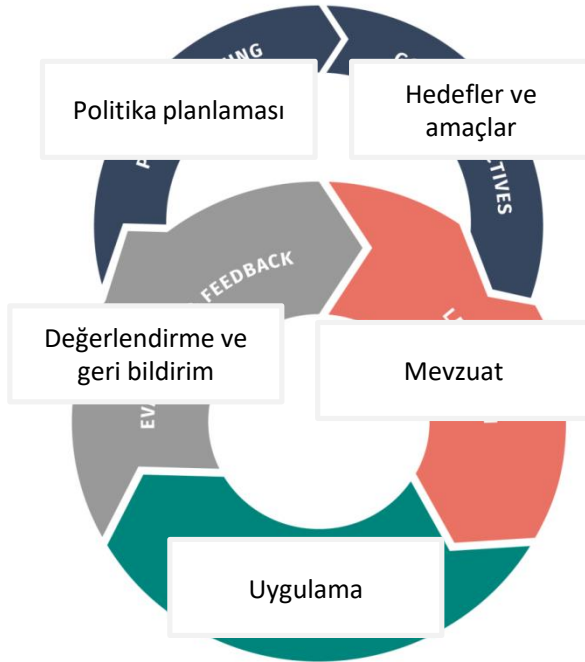 Politika planlaması
Hedefler ve
amaçlar
FEEDBACK
Değerlendirme ve
geri bildirim
Mevzuat
Uygulama